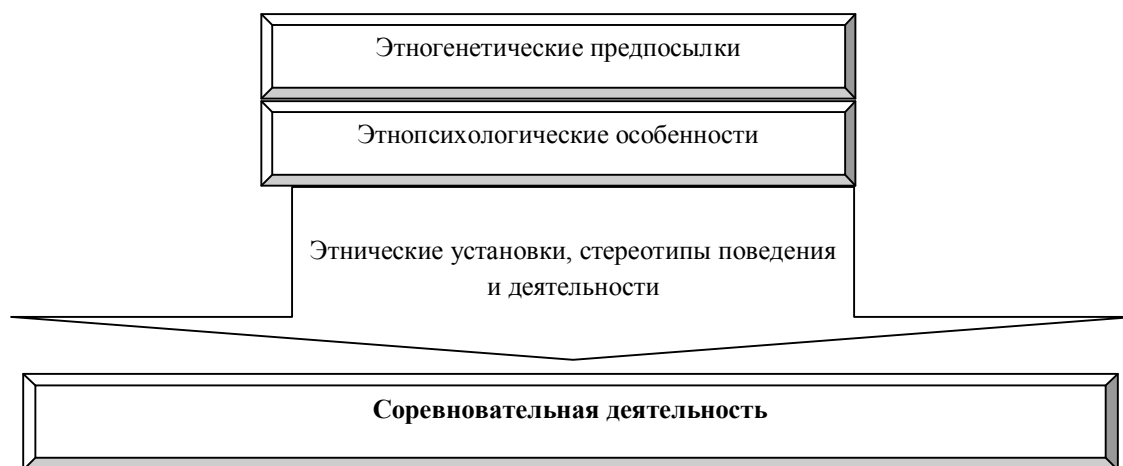 Этногенетические предпосылки
Этнопсихологические особенности
Этнические установки, стереотипы поведения
и деятельности
Соревновательная деятельность